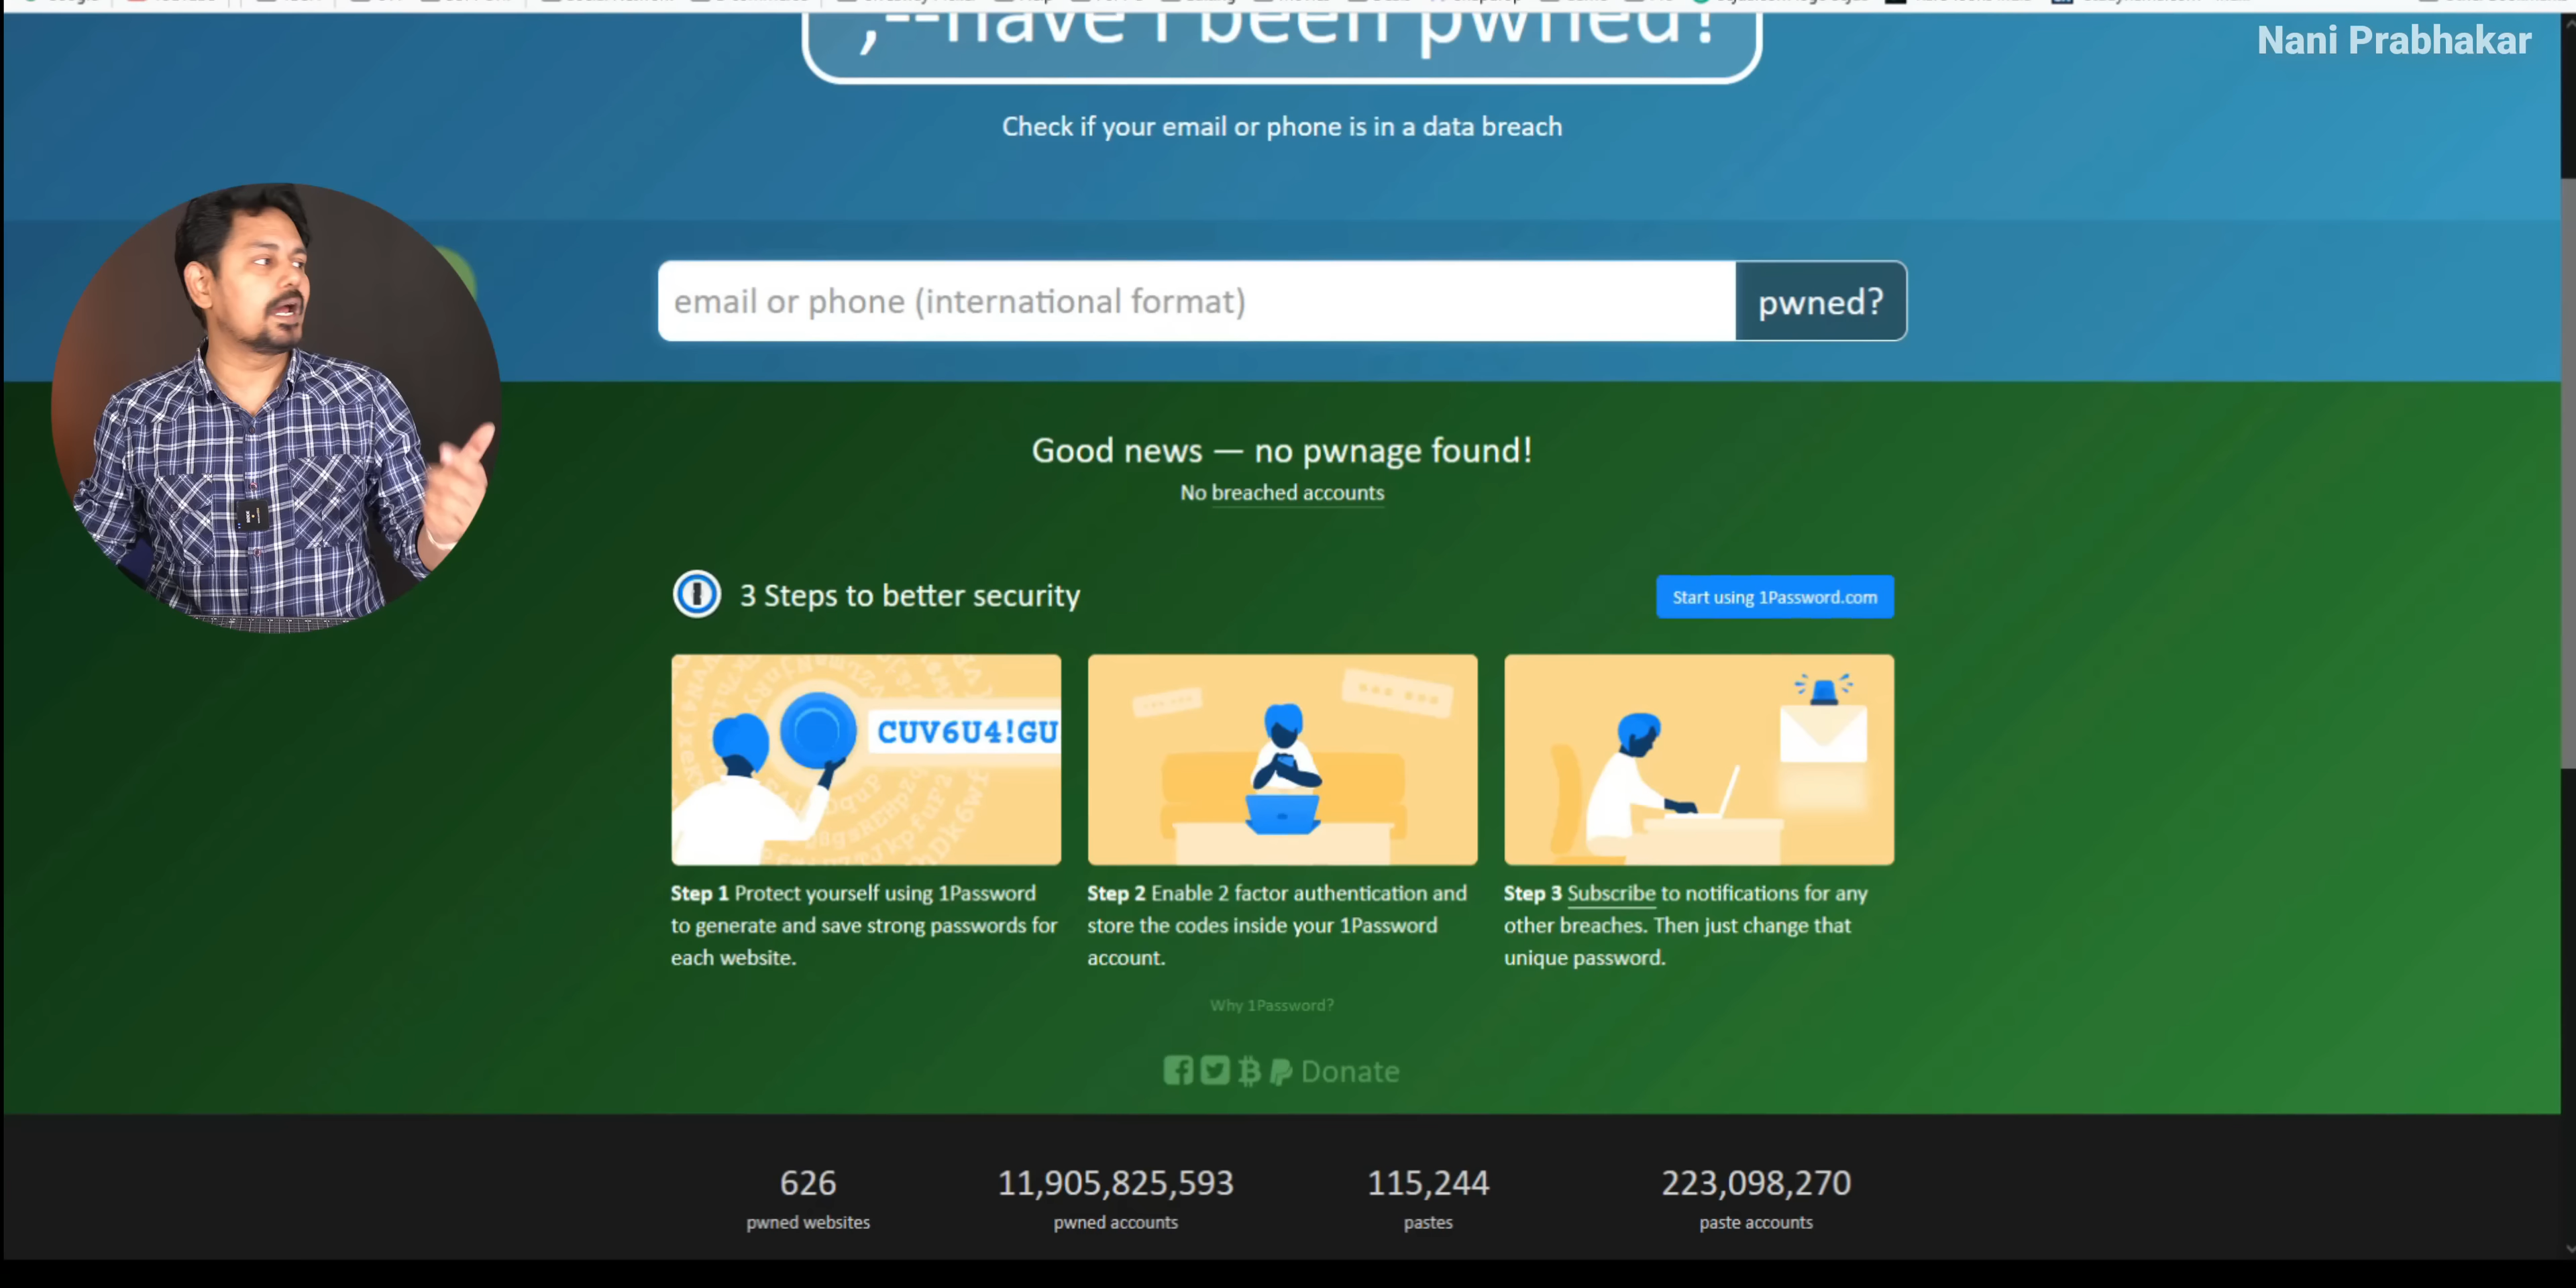 Nani Prabhakar
';--have i been pwned?
Check if your email or phone is in a data breach
email or phone (international format)
pwned?
Good news — no pwnage found!
No breached accounts
3 Steps to better security
Start using 1Password.com
CUV6U4!GU
Step 1 Protect yourself using 1Password
to generate and save strong passwords for
each website.
Step 2 Enable 2 factor authentication and
store the codes inside your 1Password
account.
Step 3 Subscribe to notifications for any
other breaches. Then just change that
unique password.
Why 1Password?
Donate
626
pwned websites
11,905,825,593
pwned accounts
115,244
pastes
223,098,270
paste accounts